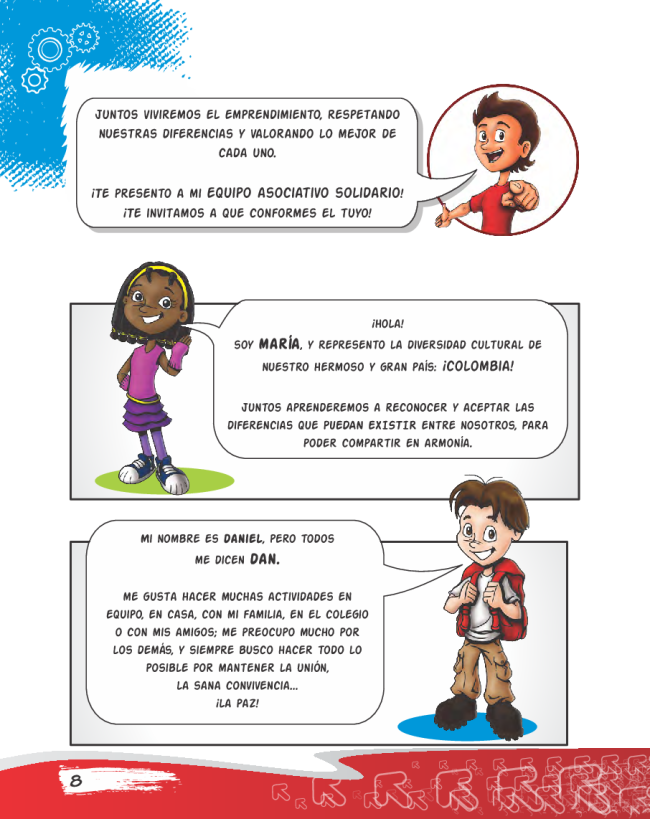 JUNTOS VIVIREMOS EL EMPRENDIMIENTO, RESPETANDO
NUESTRAS DIFERENCIAS Y VALORANDO LO MEJOR DE
CADA UNO.
¡TE PRESENTO A MI EQUIPO ASOCIATIVO SOLIDARIO!
¡TE INVITAMOS A QUE CONFORMES EL TUYO!
¡HOLA!
SOY MARÍA, Y REPRESENTO LA DIVERSIDAD CULTURAL DE
NUESTRO HERMOSO Y GRAN PAÍS: ¡COLOMBIA!
JUNTOS APRENDEREMOS A RECONOCER Y ACEPTAR LAS
DIFERENCIAS QUE PUEDAN EXISTIR ENTRE NOSOTROS, PARA
PODER COMPARTIR EN ARMONÍA.
MI NOMBRE ES DANIEL, PERO TODOS
ME DICEN DAN.
ME GUSTA HACER MUCHAS ACTIVIDADES EN
EQUIPO, EN CASA, CON MI FAMILIA, EN EL COLEGIO
O CON MIS AMIGOS; ME PREOCUPO MUCHO POR
LOS DEMÁS, Y SIEMPRE BUSCO HACER TODO LO
POSIBLE POR MANTENER LA UNIÓN,
LA SANA CONVIVENCIA...
¡LA PAZ!
8